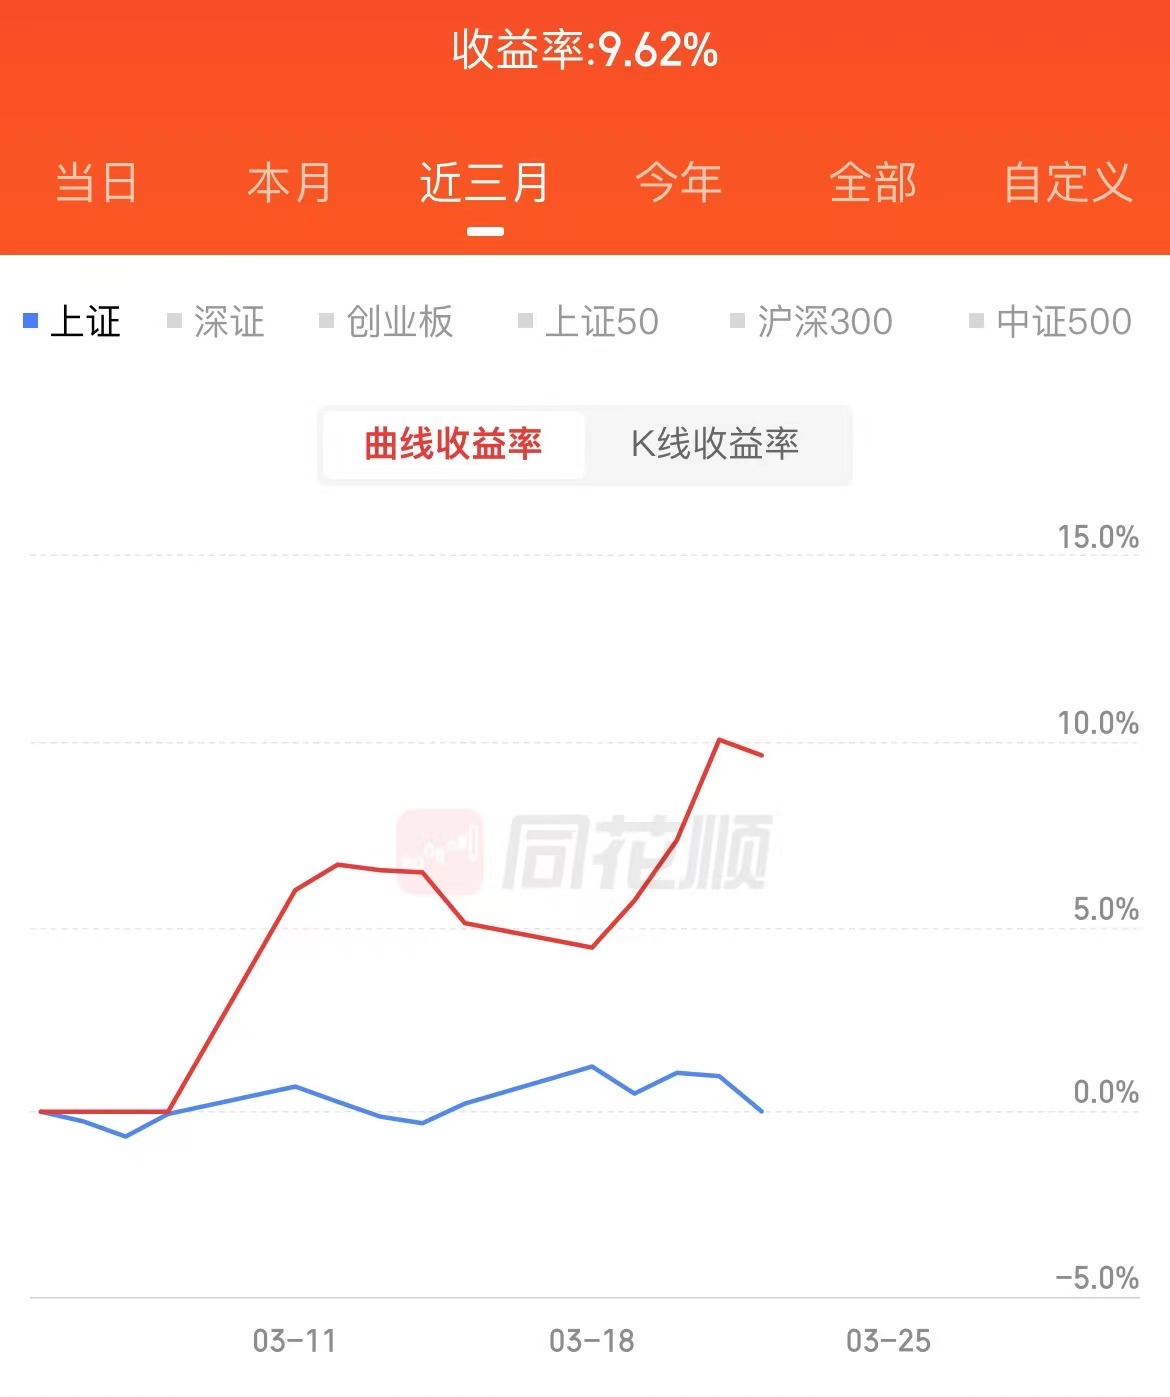 收益率:9.62%
当日 本月 近三月 今年 全部 自定义
上证 深证 创业板 上证50 沪深300 中证500
曲线收益率 K线收益率
15.0%
10.0%
同花顺
5.0%
0.0%
-5.0%
03-11 03-18 03-25